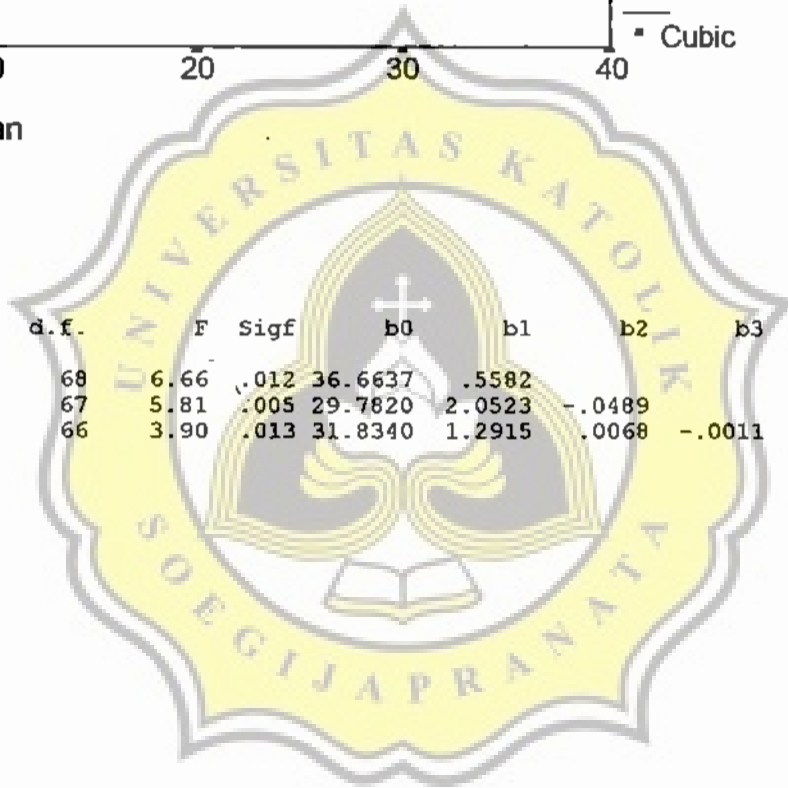 Cubic
20 30 40
UNIVERSITAS KATOLIK
d.f. F Sigf b0 b1 b2 b3
68 6.66 .012 36.6637 .5582
67 5.81 .005 29.7820 2.0523 -.0489
66 3.90 .013 31.8340 1.2915 .0068 -.0011
SOEGIJAPRANATA